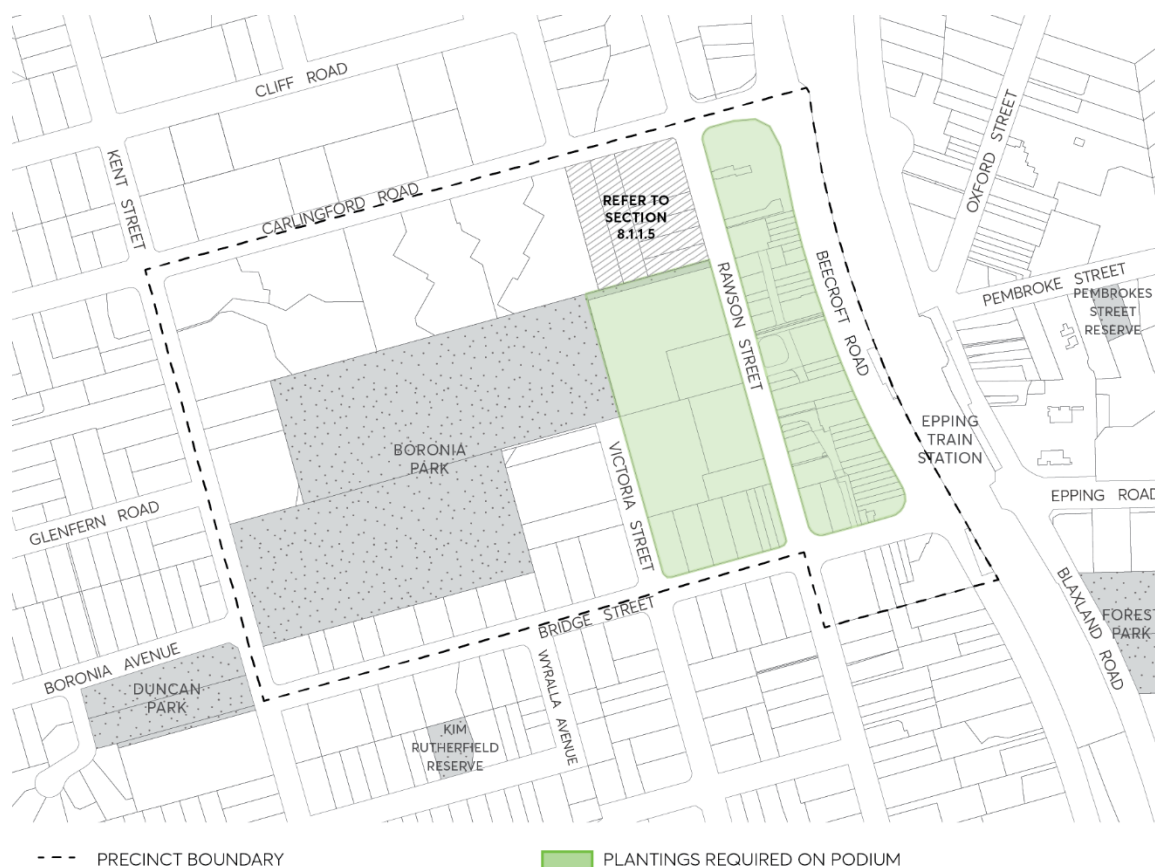 CLIFF ROAD
KENT STREET
CARLINGFORD ROAD
REFER TO
SECTION
8.1.1.5
OXFORD STREET
PEMBROKE STREET
PEMBROKES
STREET
RESERVE
RAWSON STREET
BEECROFT ROAD
EPPING
TRAIN
STATION
BORONIA
PARK
VICTORIA STREET
EPPING ROAD
GLENFERN ROAD
BRIDGE STREET
BLAXLAND ROAD
FOREST
PARK
BORONIA AVENUE
DUNCAN
PARK
WYRALLA AVENUE
KIM
RUTHERFIELD
RESERVE
PRECINCT BOUNDARY
PLANTINGS REQUIRED ON PODIUM